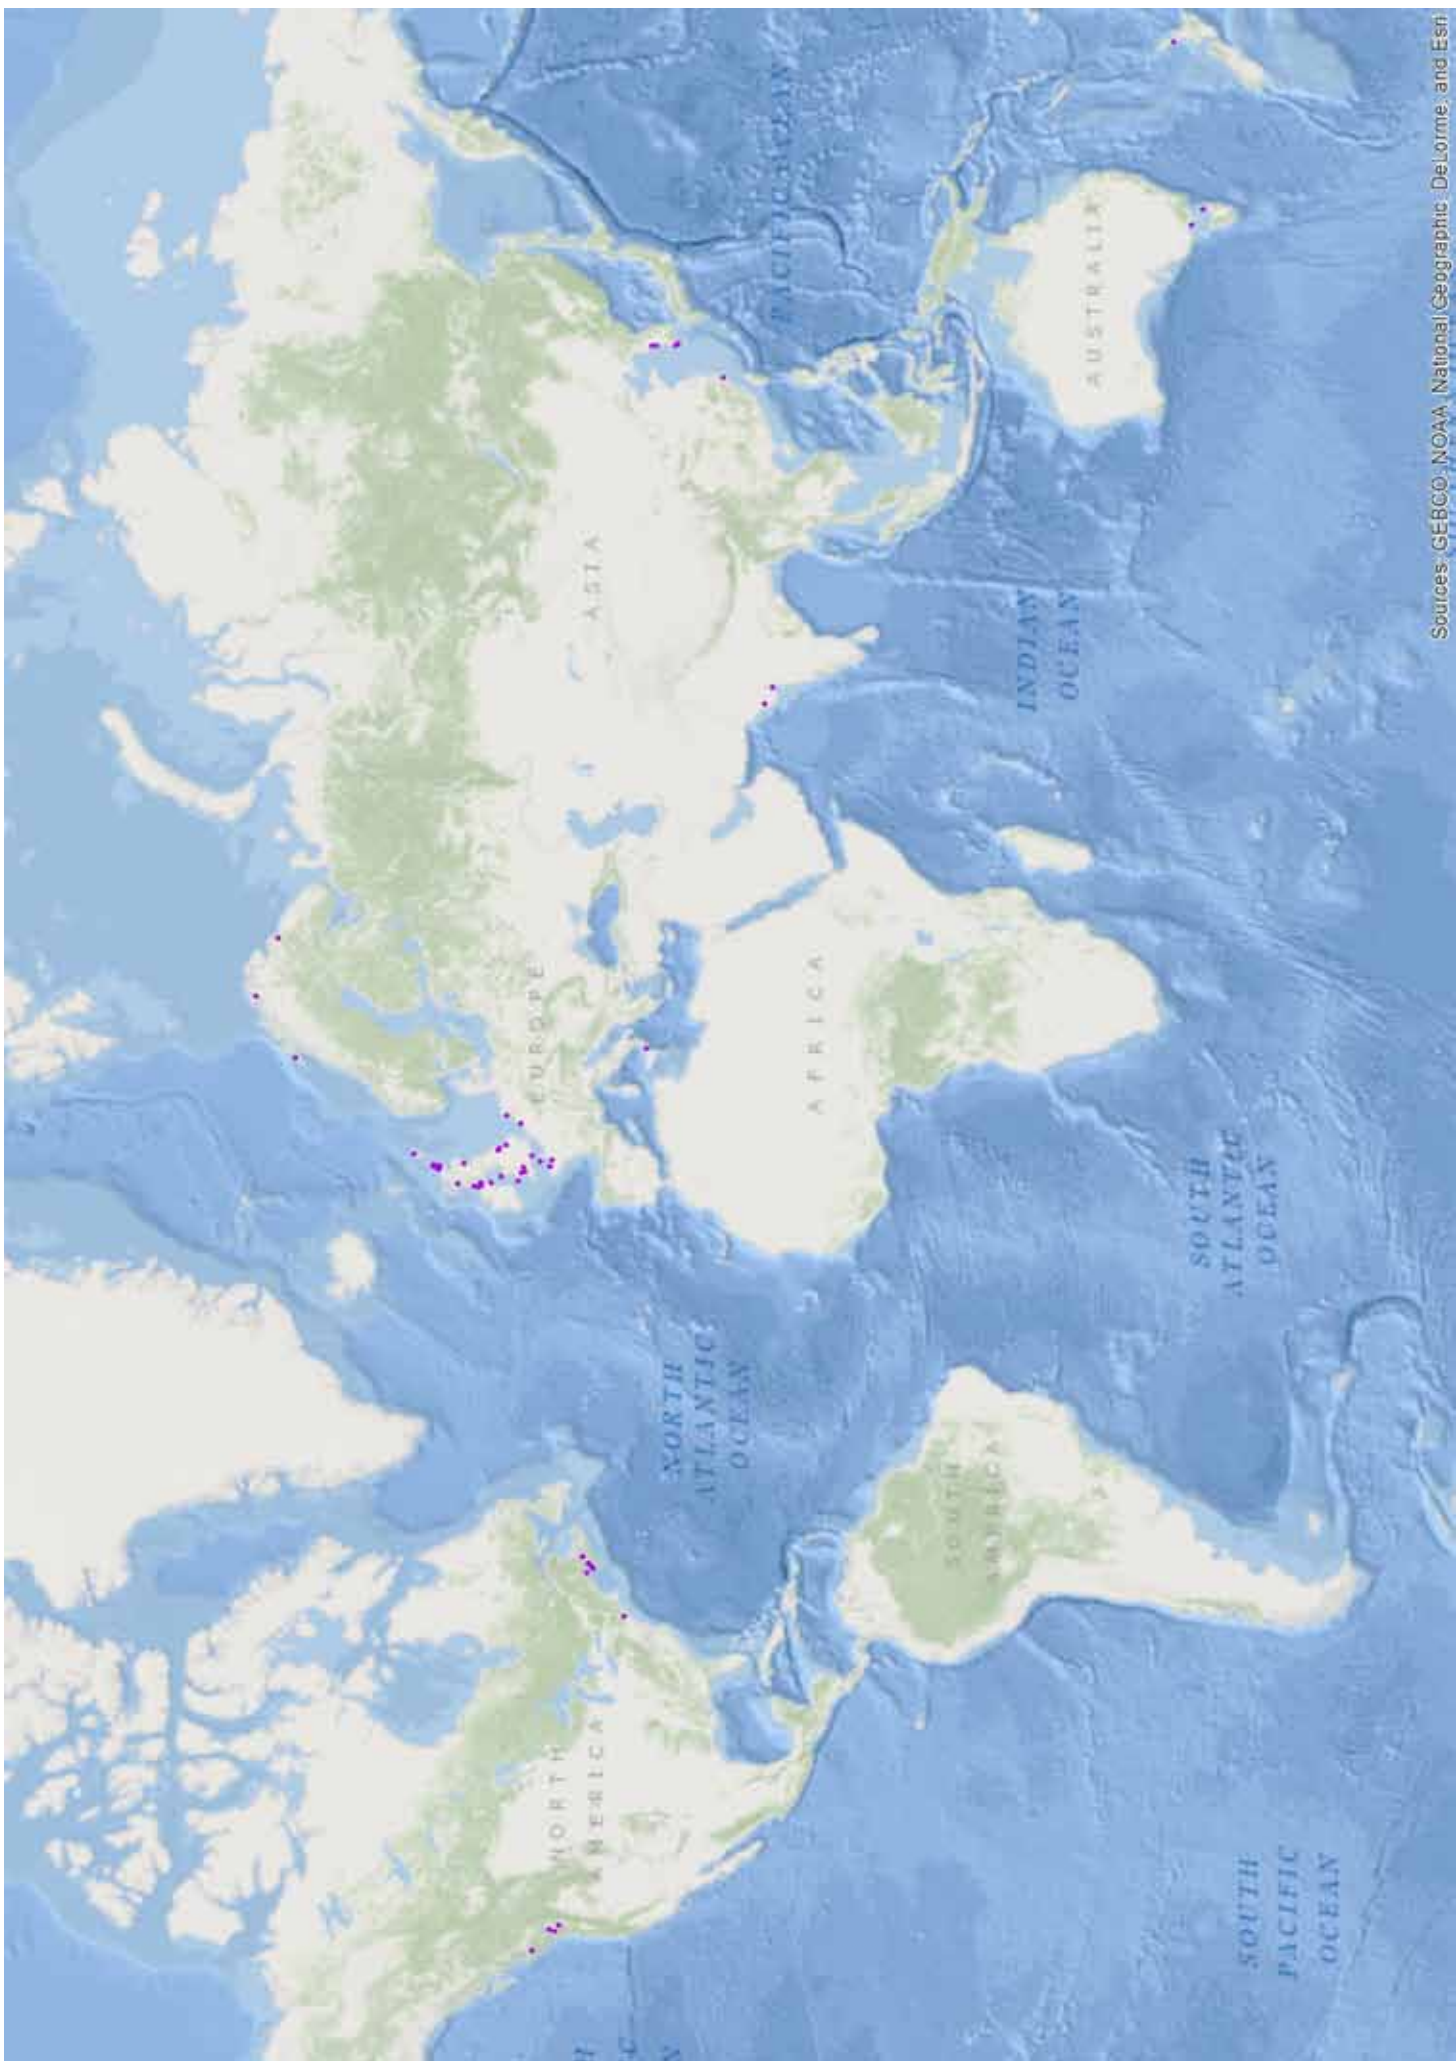 Sources: GEBCO, NOAA, National Geographic, DeLorme, and Esri
PACIFIC OCEAN
AUSTRALIA
ASIA
INDIAN
OCEAN
EUROPE
AFRICA
SOUTH
ATLANTIC
OCEAN
NORTH
ATLANTIC
OCEAN
SOUTH
AMERICA
NORTH
AMERICA
SOUTH
PACIFIC
OCEAN